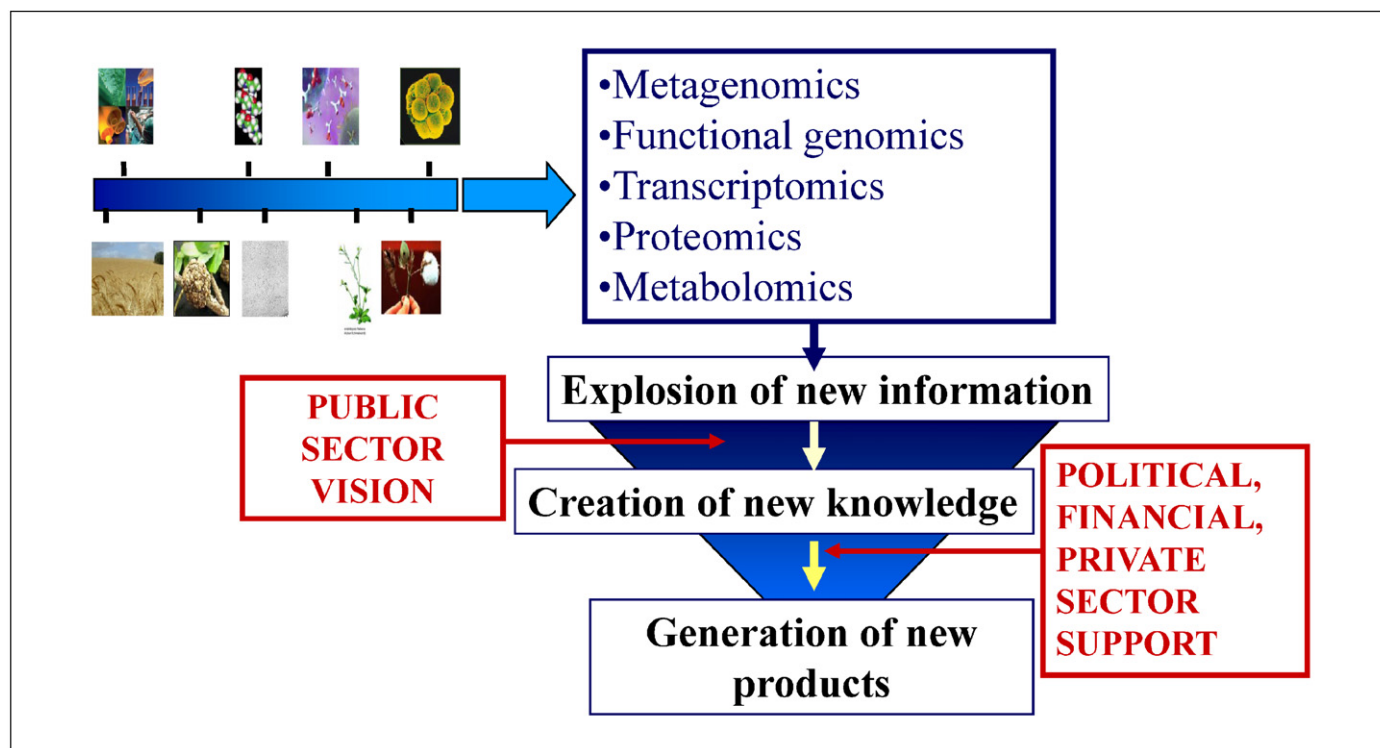 •Metagenomics
•Functional genomics
•Transcriptomics
•Proteomics
•Metabolomics
Explosion of new information
PUBLIC
SECTOR
VISION
Creation of new knowledge
POLITICAL,
FINANCIAL,
PRIVATE
SECTOR
SUPPORT
Generation of new
products